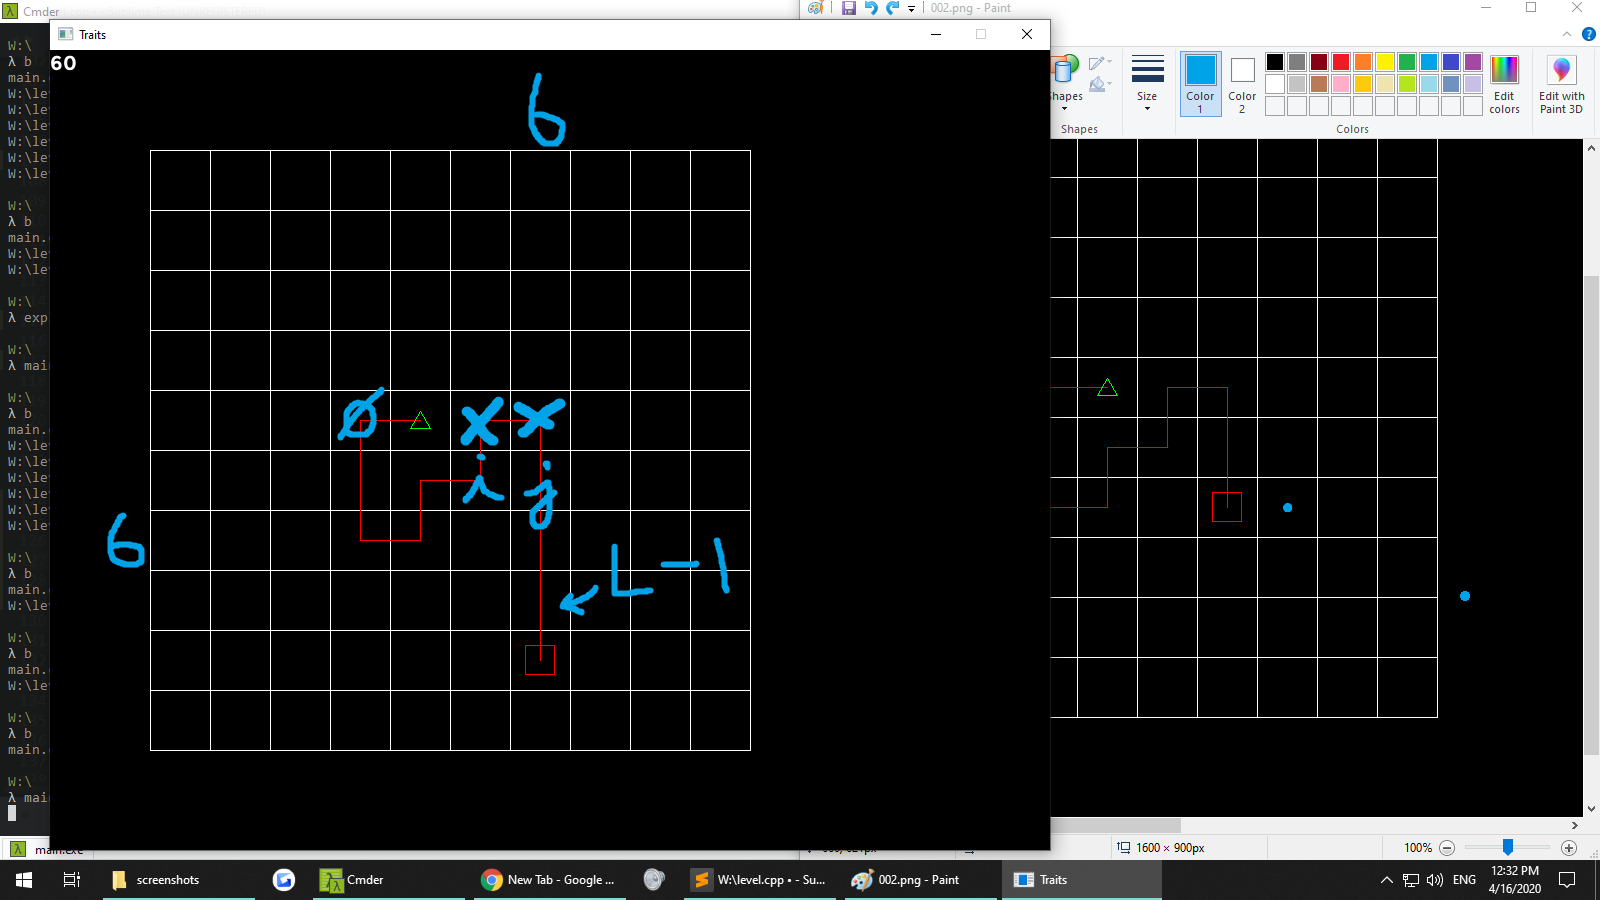 Cmder
002.png - Paint
Traits
60
W:\
λ b
main.
W:\le
W:\le
W:\le
W:\le
W:\le
W:\le
W:\
λ b
main.
W:\le
W:\le
W:\
λ exp
W:\
λ mai
W:\
λ b
main.
W:\le
W:\le
W:\le
W:\le
W:\le
W:\le
W:\
λ b
main.
W:\le
W:\
λ b
main.
W:\le
W:\
λ b
main.
W:\
λ mai
Shapes
Size
Color 1
Color 2
Edit colors
Edit with Paint 3D
Shapes
Colors
6
Ø X X
i j
6
L-1
main.exe
1600 × 900px
100%
screenshots
Cmder
New Tab - Google ...
W:\level.cpp • - Su...
002.png - Paint
Traits
ENG
12:32 PM
4/16/2020